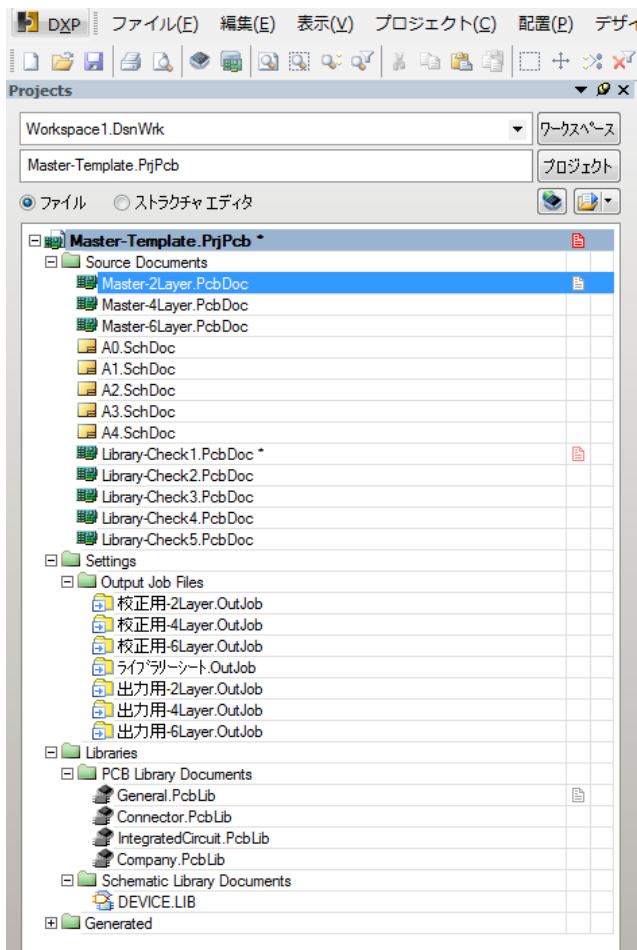 DXP ファイル(F) 編集(E) 表示(V) プロジェクト(C) 配置(P) デザイ
Projects
Workspace1.DsnWrk ワークスペース
Master-Template.PrjPcb プロジェクト
ファイル ストラクチャ エディタ
Master-Template.PrjPcb *
Source Documents
Master-2Layer.PcbDoc
Master-4Layer.PcbDoc
Master-6Layer.PcbDoc
A0.SchDoc
A1.SchDoc
A2.SchDoc
A3.SchDoc
A4.SchDoc
Library-Check1.PcbDoc *
Library-Check2.PcbDoc
Library-Check3.PcbDoc
Library-Check4.PcbDoc
Library-Check5.PcbDoc
Settings
Output Job Files
校正用-2Layer.OutJob
校正用-4Layer.OutJob
校正用-6Layer.OutJob
ライブラリーシート.OutJob
出力用-2Layer.OutJob
出力用-4Layer.OutJob
出力用-6Layer.OutJob
Libraries
PCB Library Documents
General.PcbLib
Connector.PcbLib
IntegratedCircuit.PcbLib
Company.PcbLib
Schematic Library Documents
DEVICE.LIB
Generated